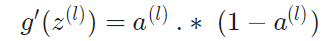 g′(z⁽ˡ⁾) = a⁽ˡ⁾ .∗ (1 − a⁽ˡ⁾)